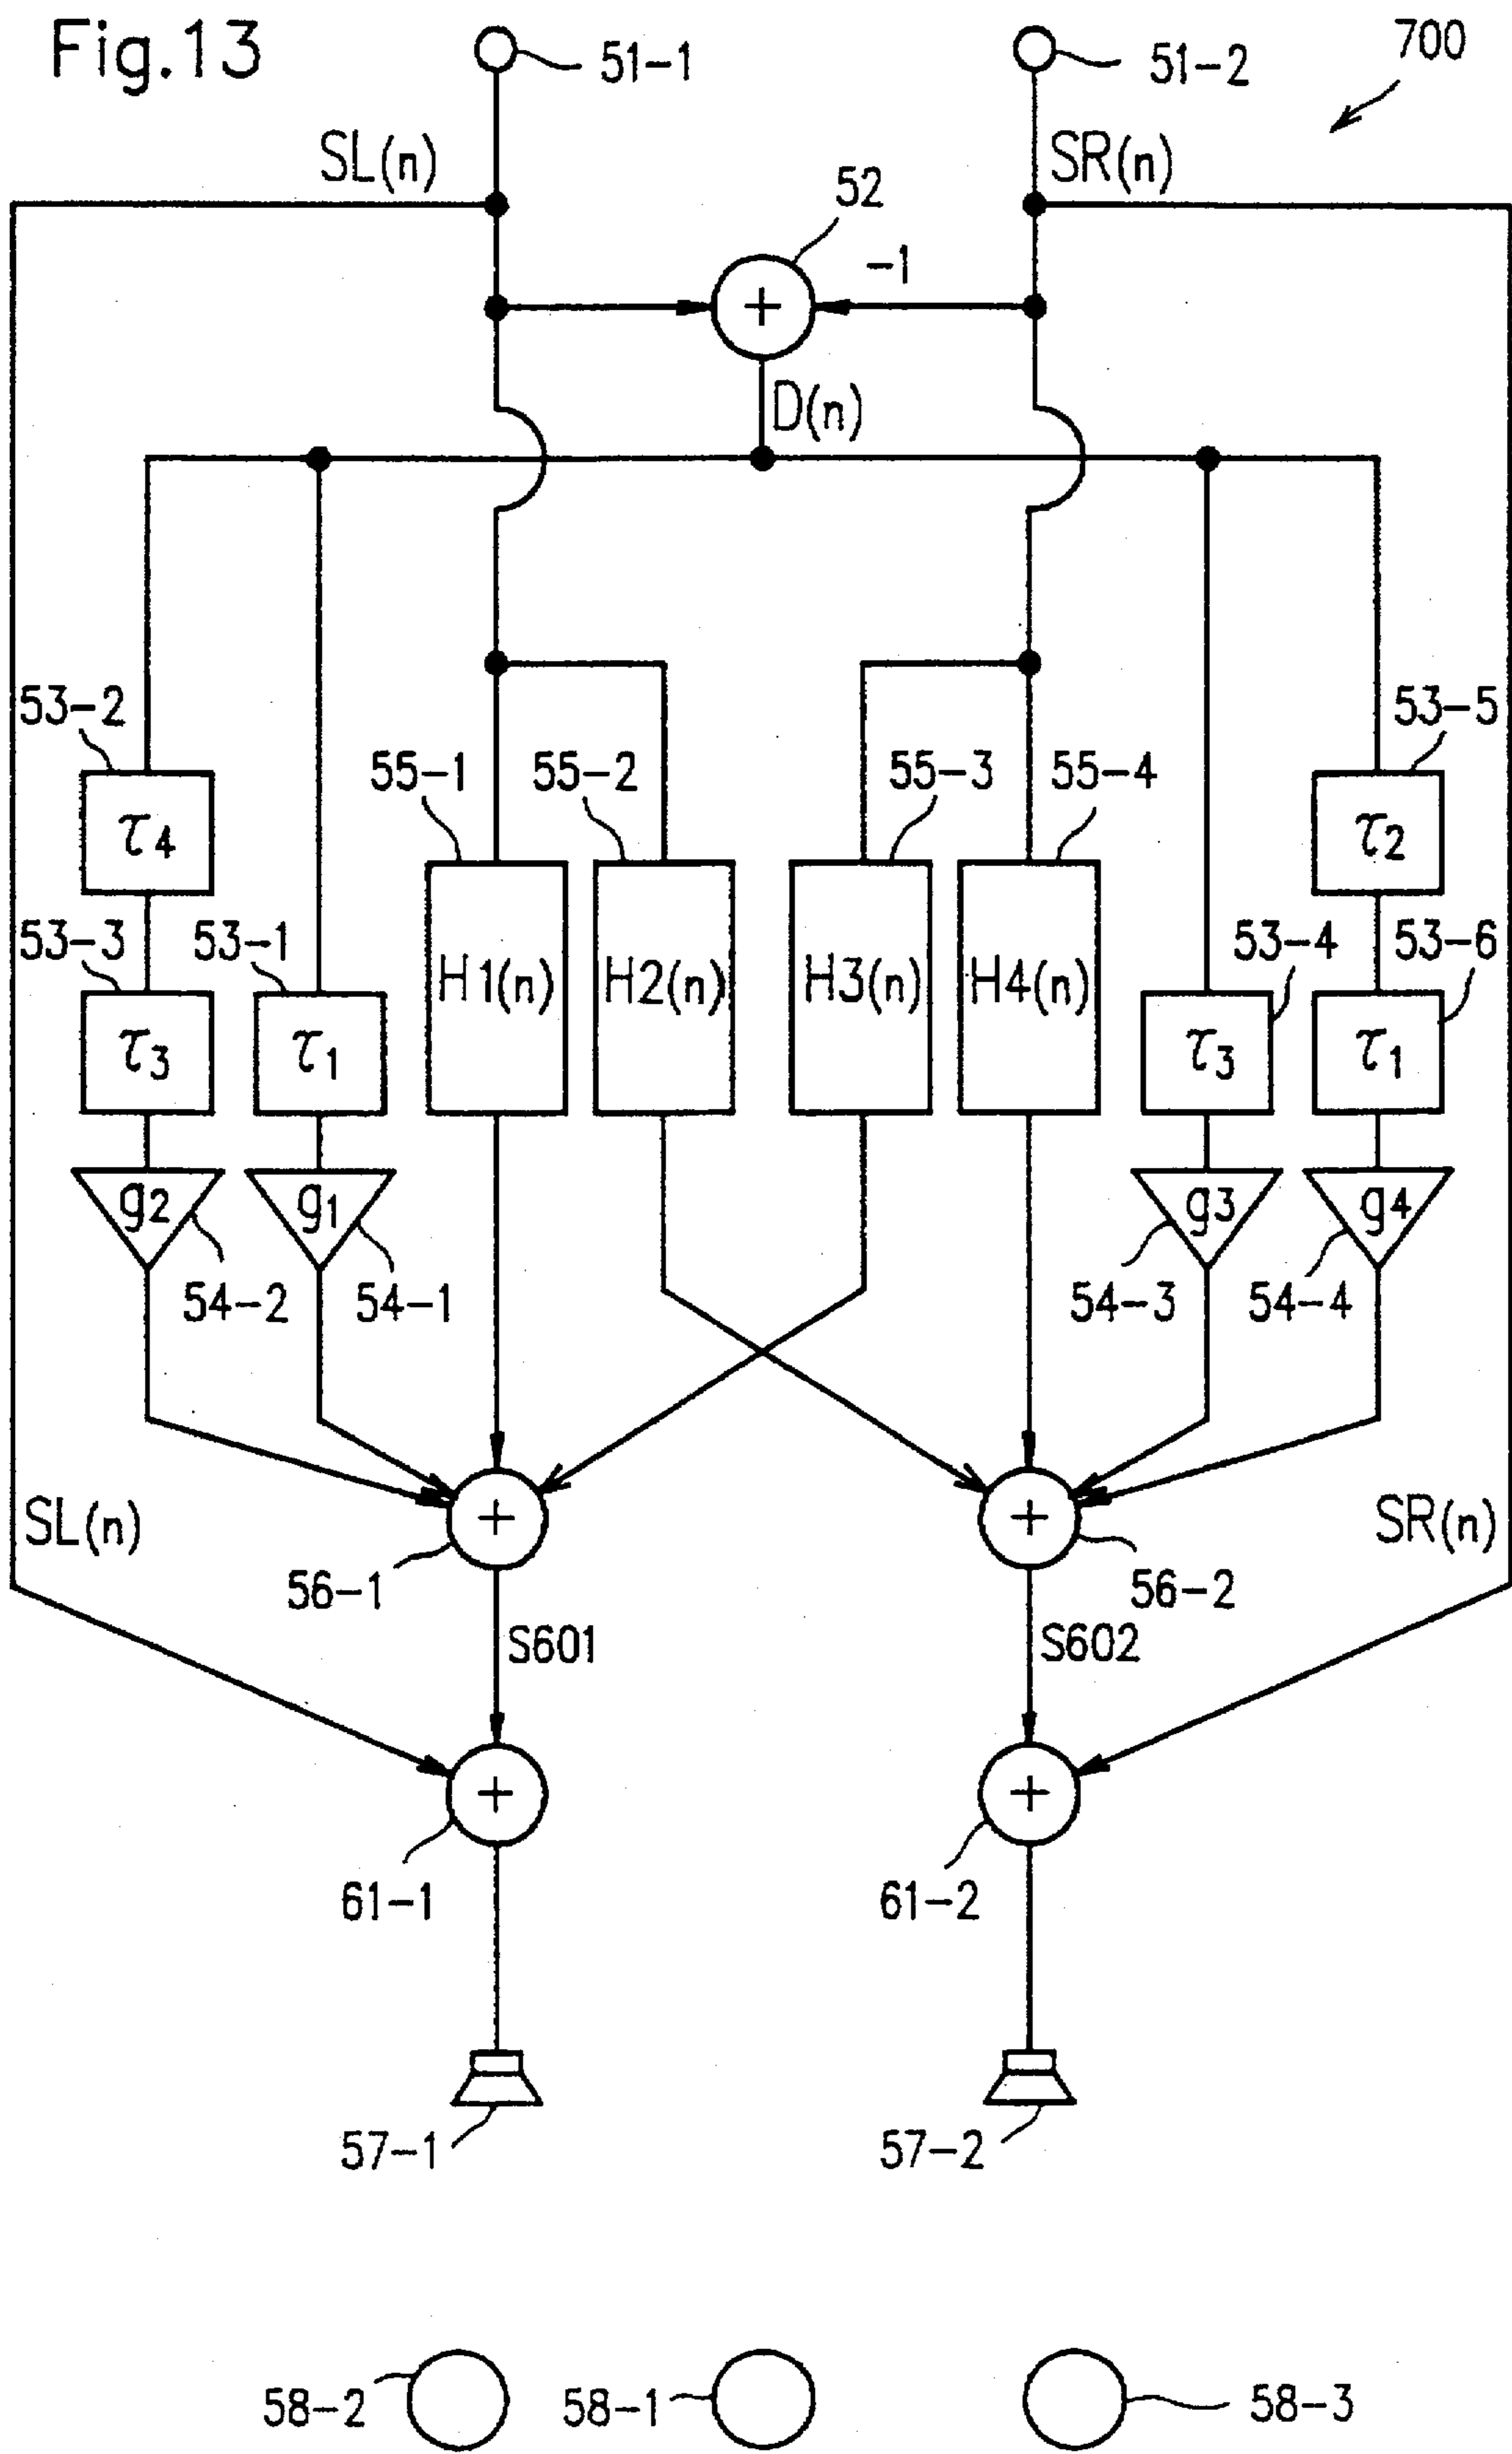 Fig.13
51-1
51-2
700
SL(n)
SR(n)
52
-1
+
D(n)
53-2
53-5
55-1
55-2
55-3
55-4
τ4
τ2
53-3
53-1
53-4
53-6
H1(n)
H2(n)
H3(n)
H4(n)
τ3
τ1
τ3
τ1
g2
g1
g3
g4
54-2
54-1
54-3
54-4
SL(n)
+
+
SR(n)
56-1
56-2
S601
S602
+
+
61-1
61-2
57-1
57-2
58-2
58-1
58-3